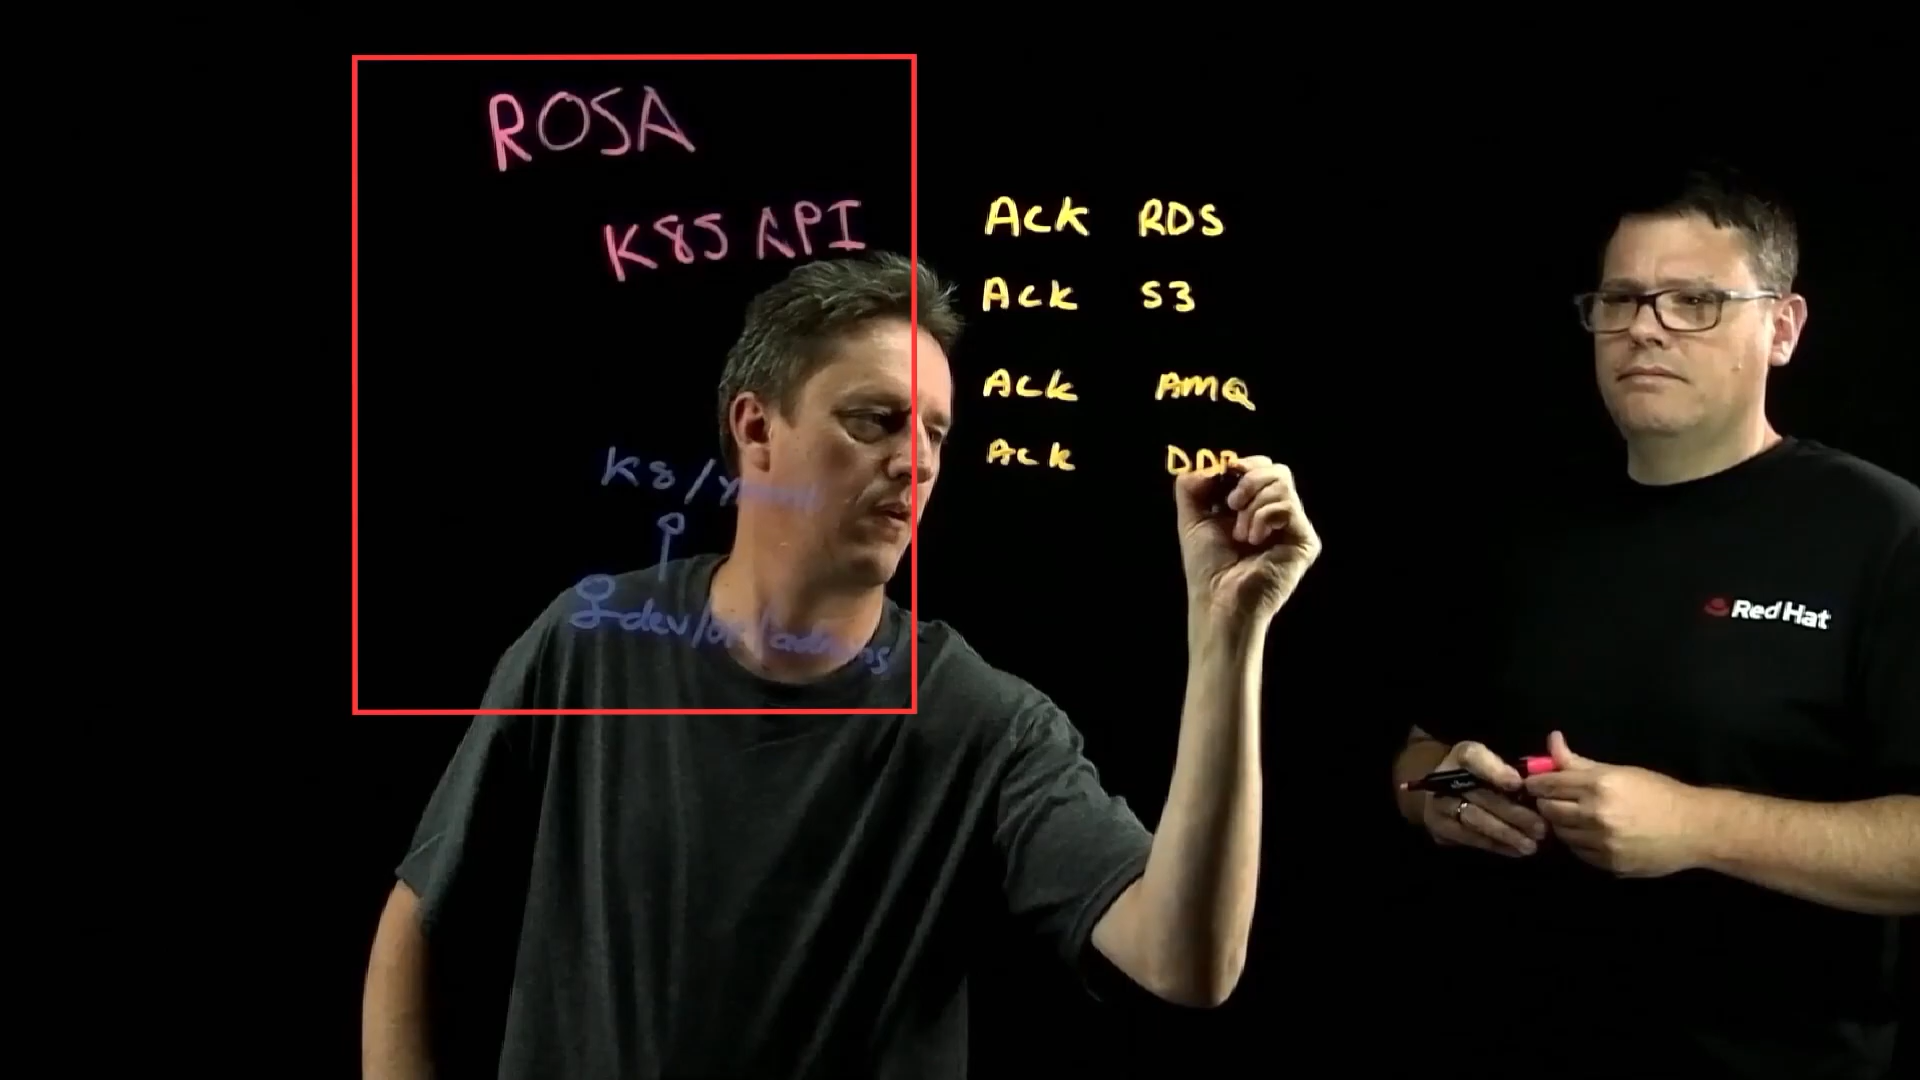 ROSA
K8S API
Ack RDS
Ack S3
Ack AMQ
Ack
K8/
dev/
Red Hat